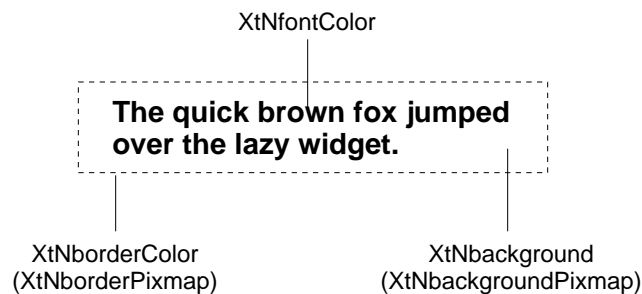 XtNfontColor
The quick brown fox jumped
over the lazy widget.
XtNborderColor
(XtNborderPixmap)
XtNbackground
(XtNbackgroundPixmap)